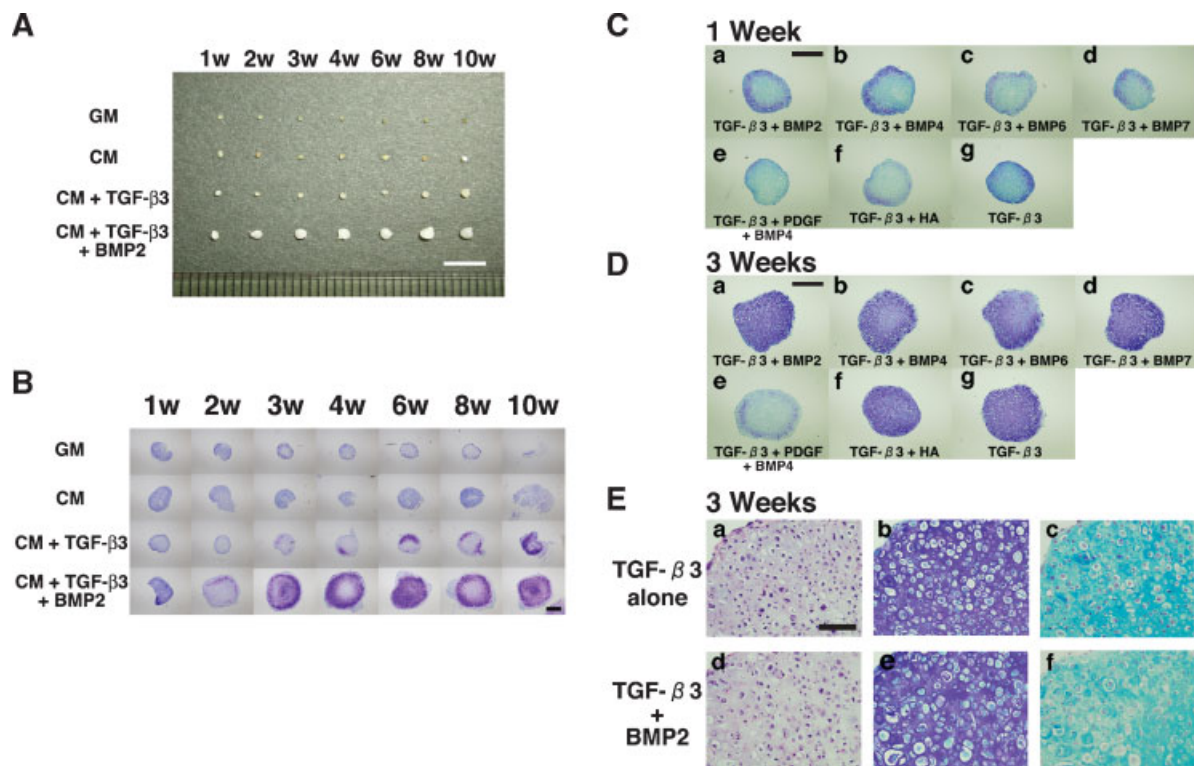 A
1w 2w 3w 4w 6w 8w 10w
GM
CM
CM + TGF-β3
CM + TGF-β3
+ BMP2
B
1w 2w 3w 4w 6w 8w 10w
GM
CM
CM + TGF-β3
CM + TGF-β3
+ BMP2
C
1 Week
a b c d
TGF-β3 + BMP2 TGF-β3 + BMP4 TGF-β3 + BMP6 TGF-β3 + BMP7
e f g
TGF-β3 + PDGF TGF-β3 + HA TGF-β3
+ BMP4
D
3 Weeks
a b c d
TGF-β3 + BMP2 TGF-β3 + BMP4 TGF-β3 + BMP6 TGF-β3 + BMP7
e f g
TGF-β3 + PDGF TGF-β3 + HA TGF-β3
+ BMP4
E
3 Weeks
a b c
TGF-β3
alone
d e f
TGF-β3
+
BMP2